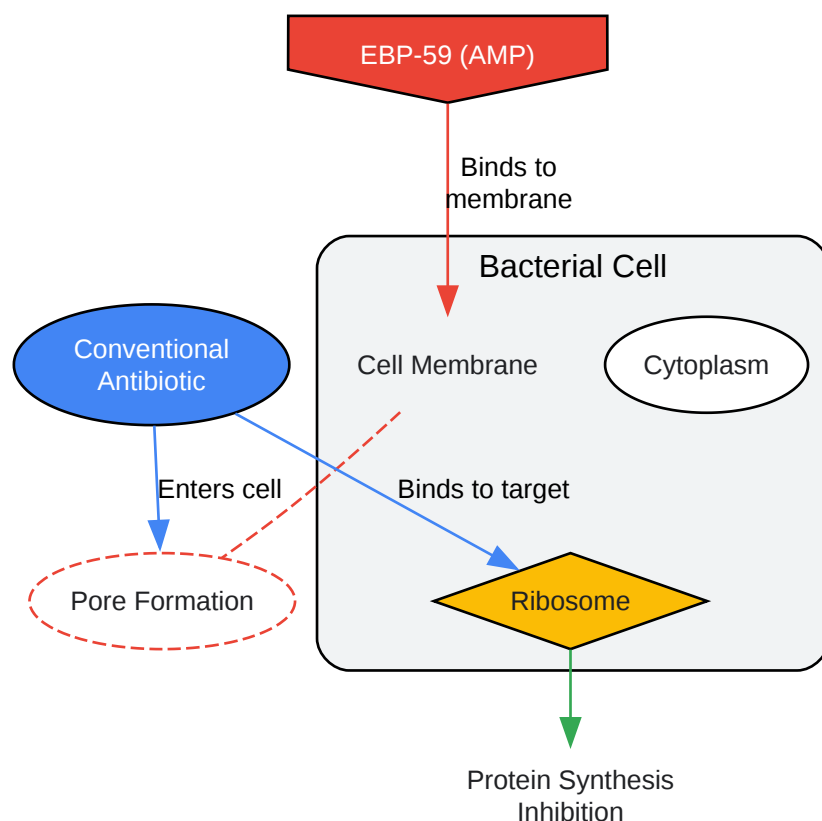 EBP-59 (AMP)
Binds to
membrane
Bacterial Cell
Conventional
Antibiotic
Cell Membrane
Cytoplasm
Enters cell
Binds to target
Pore Formation
Ribosome
Protein Synthesis
Inhibition